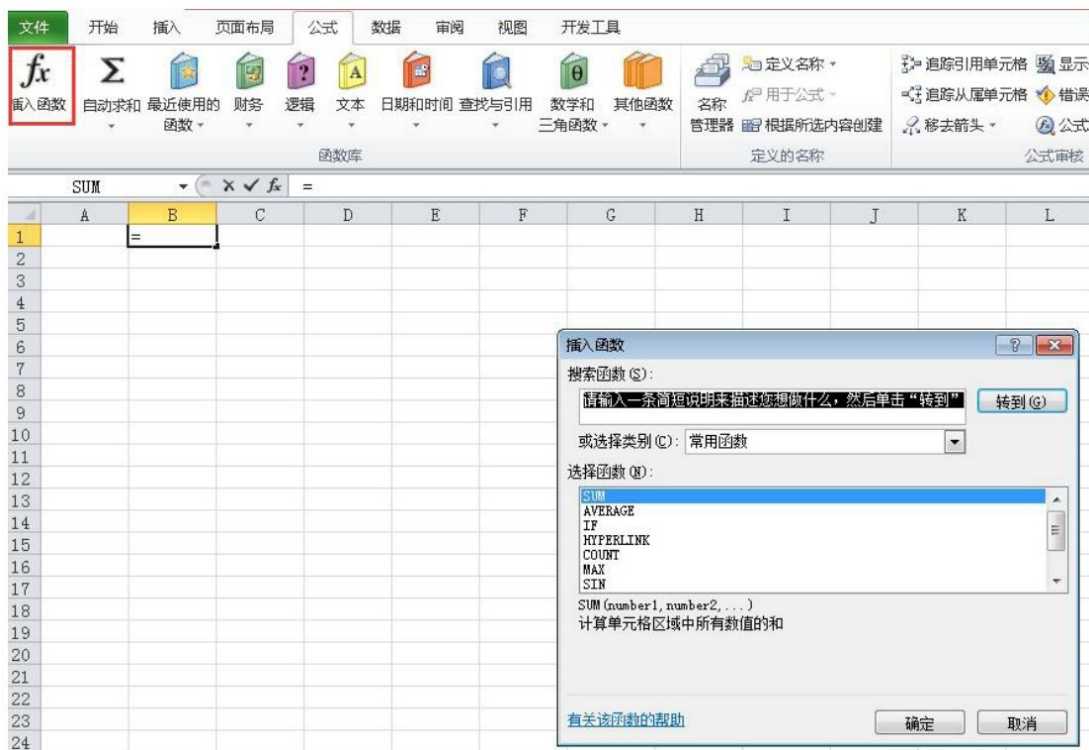 文件 开始 插入 页面布局 公式 数据 审阅 视图 开发工具
fx Σ ? A θ 定义名称 追踪引用单元格 显示
插入函数 自动求和 最近使用的 财务 逻辑 文本 日期和时间 查找与引用 数学和 其他函数 名称 用于公式 追踪从属单元格 错误
函数 三角函数 管理器 根据所选内容创建 移去箭头 公式
函数库 定义的名称 公式审核
SUM fx =
A B C D E F G H I J K L
1 =
2
3
4
5
6
7
8
9
10
11
12
13
14
15
16
17
18
19
20
21
22
23
24
插入函数 ?
搜索函数(S):
请输入一条简短说明来描述您想做什么，然后单击“转到” 转到(G)
或选择类别(C): 常用函数
选择函数(N):
SUM
AVERAGE
IF
HYPERLINK
COUNT
MAX
SIN
SUM(number1,number2,...)
计算单元格区域中所有数值的和
有关该函数的帮助 确定 取消